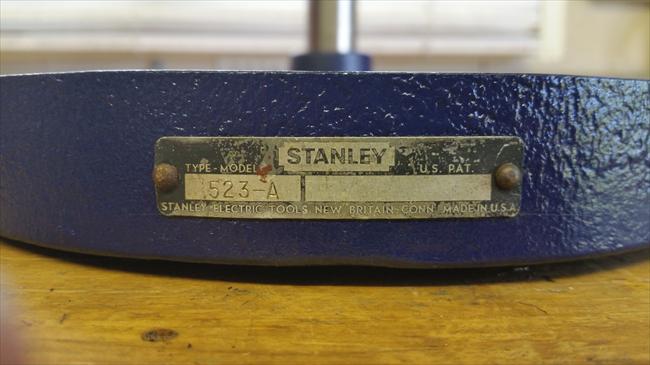 STANLEY
TYPE-MODEL U.S. PAT.
523-A
STANLEY ELECTRIC TOOLS NEW BRITAIN-CONN MADE IN U.S.A.